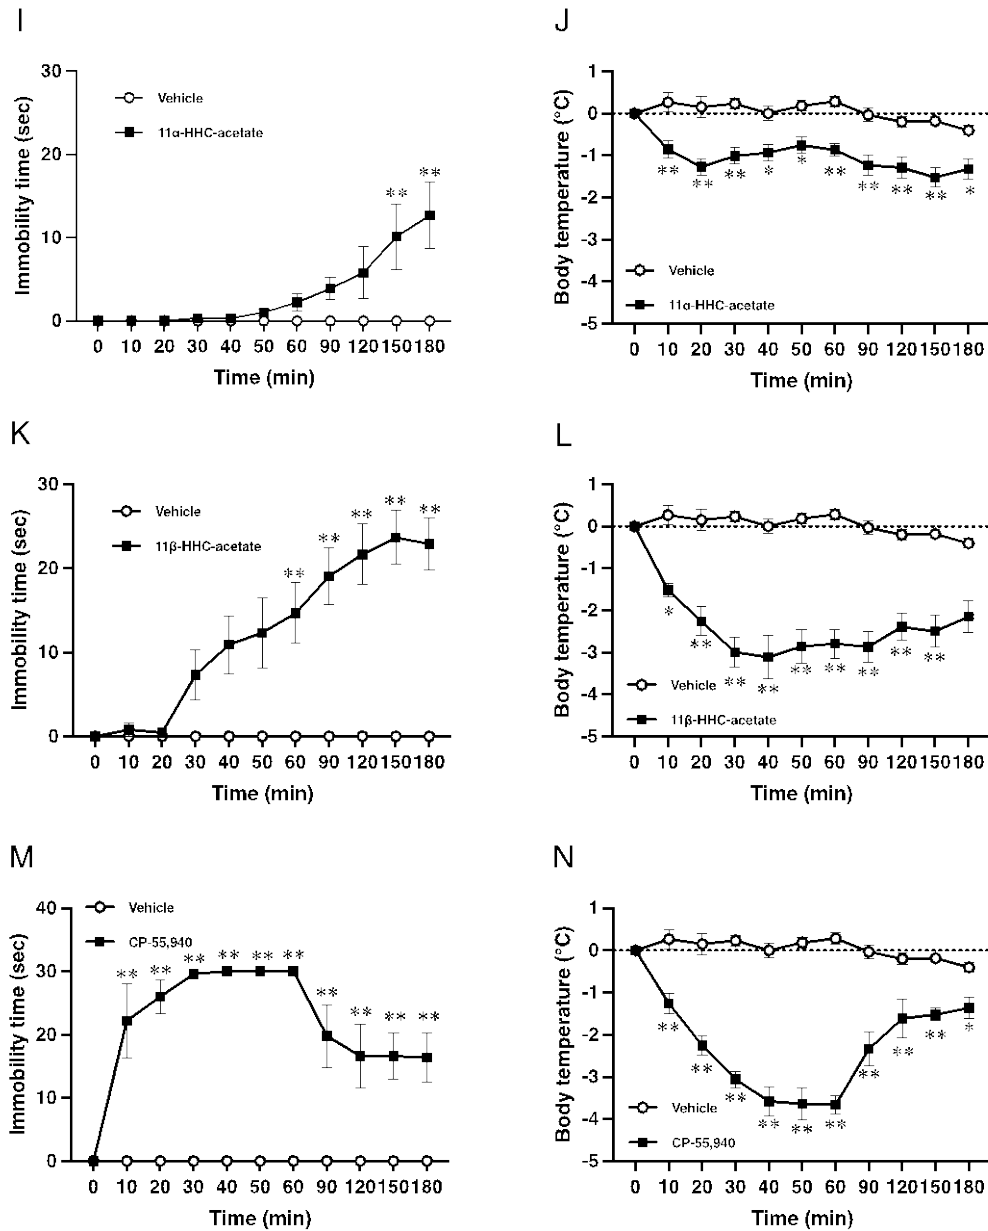 I
Immobility time (sec)
30
20
10
0
Vehicle
11α-HHC-acetate
** **
0 10 20 30 40 50 60 90 120 150 180
Time (min)
J
Body temperature (°C)
1
0
-1
-2
-3
-4
-5
** ** ** * * ** ** ** ** *
Vehicle
11α-HHC-acetate
0 10 20 30 40 50 60 90 120 150 180
Time (min)
K
Immobility time (sec)
30
20
10
0
Vehicle
11β-HHC-acetate
** ** ** ** **
0 10 20 30 40 50 60 90 120 150 180
Time (min)
L
Body temperature (°C)
1
0
-1
-2
-3
-4
-5
* ** ** ** ** ** ** ** **
Vehicle
11β-HHC-acetate
0 10 20 30 40 50 60 90 120 150 180
Time (min)
M
Immobility time (sec)
40
30
20
10
0
Vehicle
CP-55,940
** ** ** ** ** ** ** ** ** **
0 10 20 30 40 50 60 90 120 150 180
Time (min)
N
Body temperature (°C)
1
0
-1
-2
-3
-4
-5
** ** ** ** ** ** ** ** ** *
Vehicle
CP-55,940
0 10 20 30 40 50 60 90 120 150 180
Time (min)